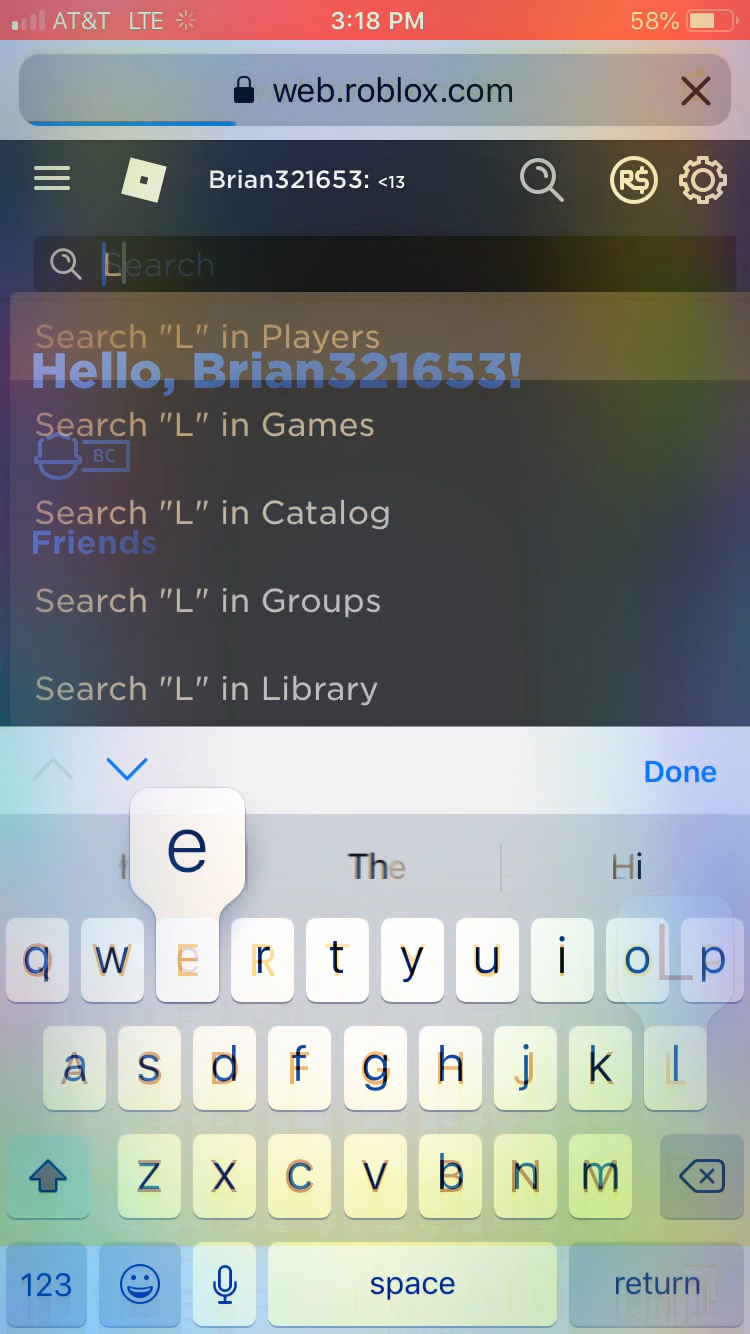 AT&T LTE 3:18 PM 58%
web.roblox.com
Brian321653: <13 R$
L Search
Search "L" in Players
Hello, Brian321653!
Search "L" in Games
BC
Search "L" in Catalog
Friends
Search "L" in Groups
Search "L" in Library
Done
e
I The Hi
q w E r t y u i o L p
a s d f g h j k l
z x c v b n m
123 space return